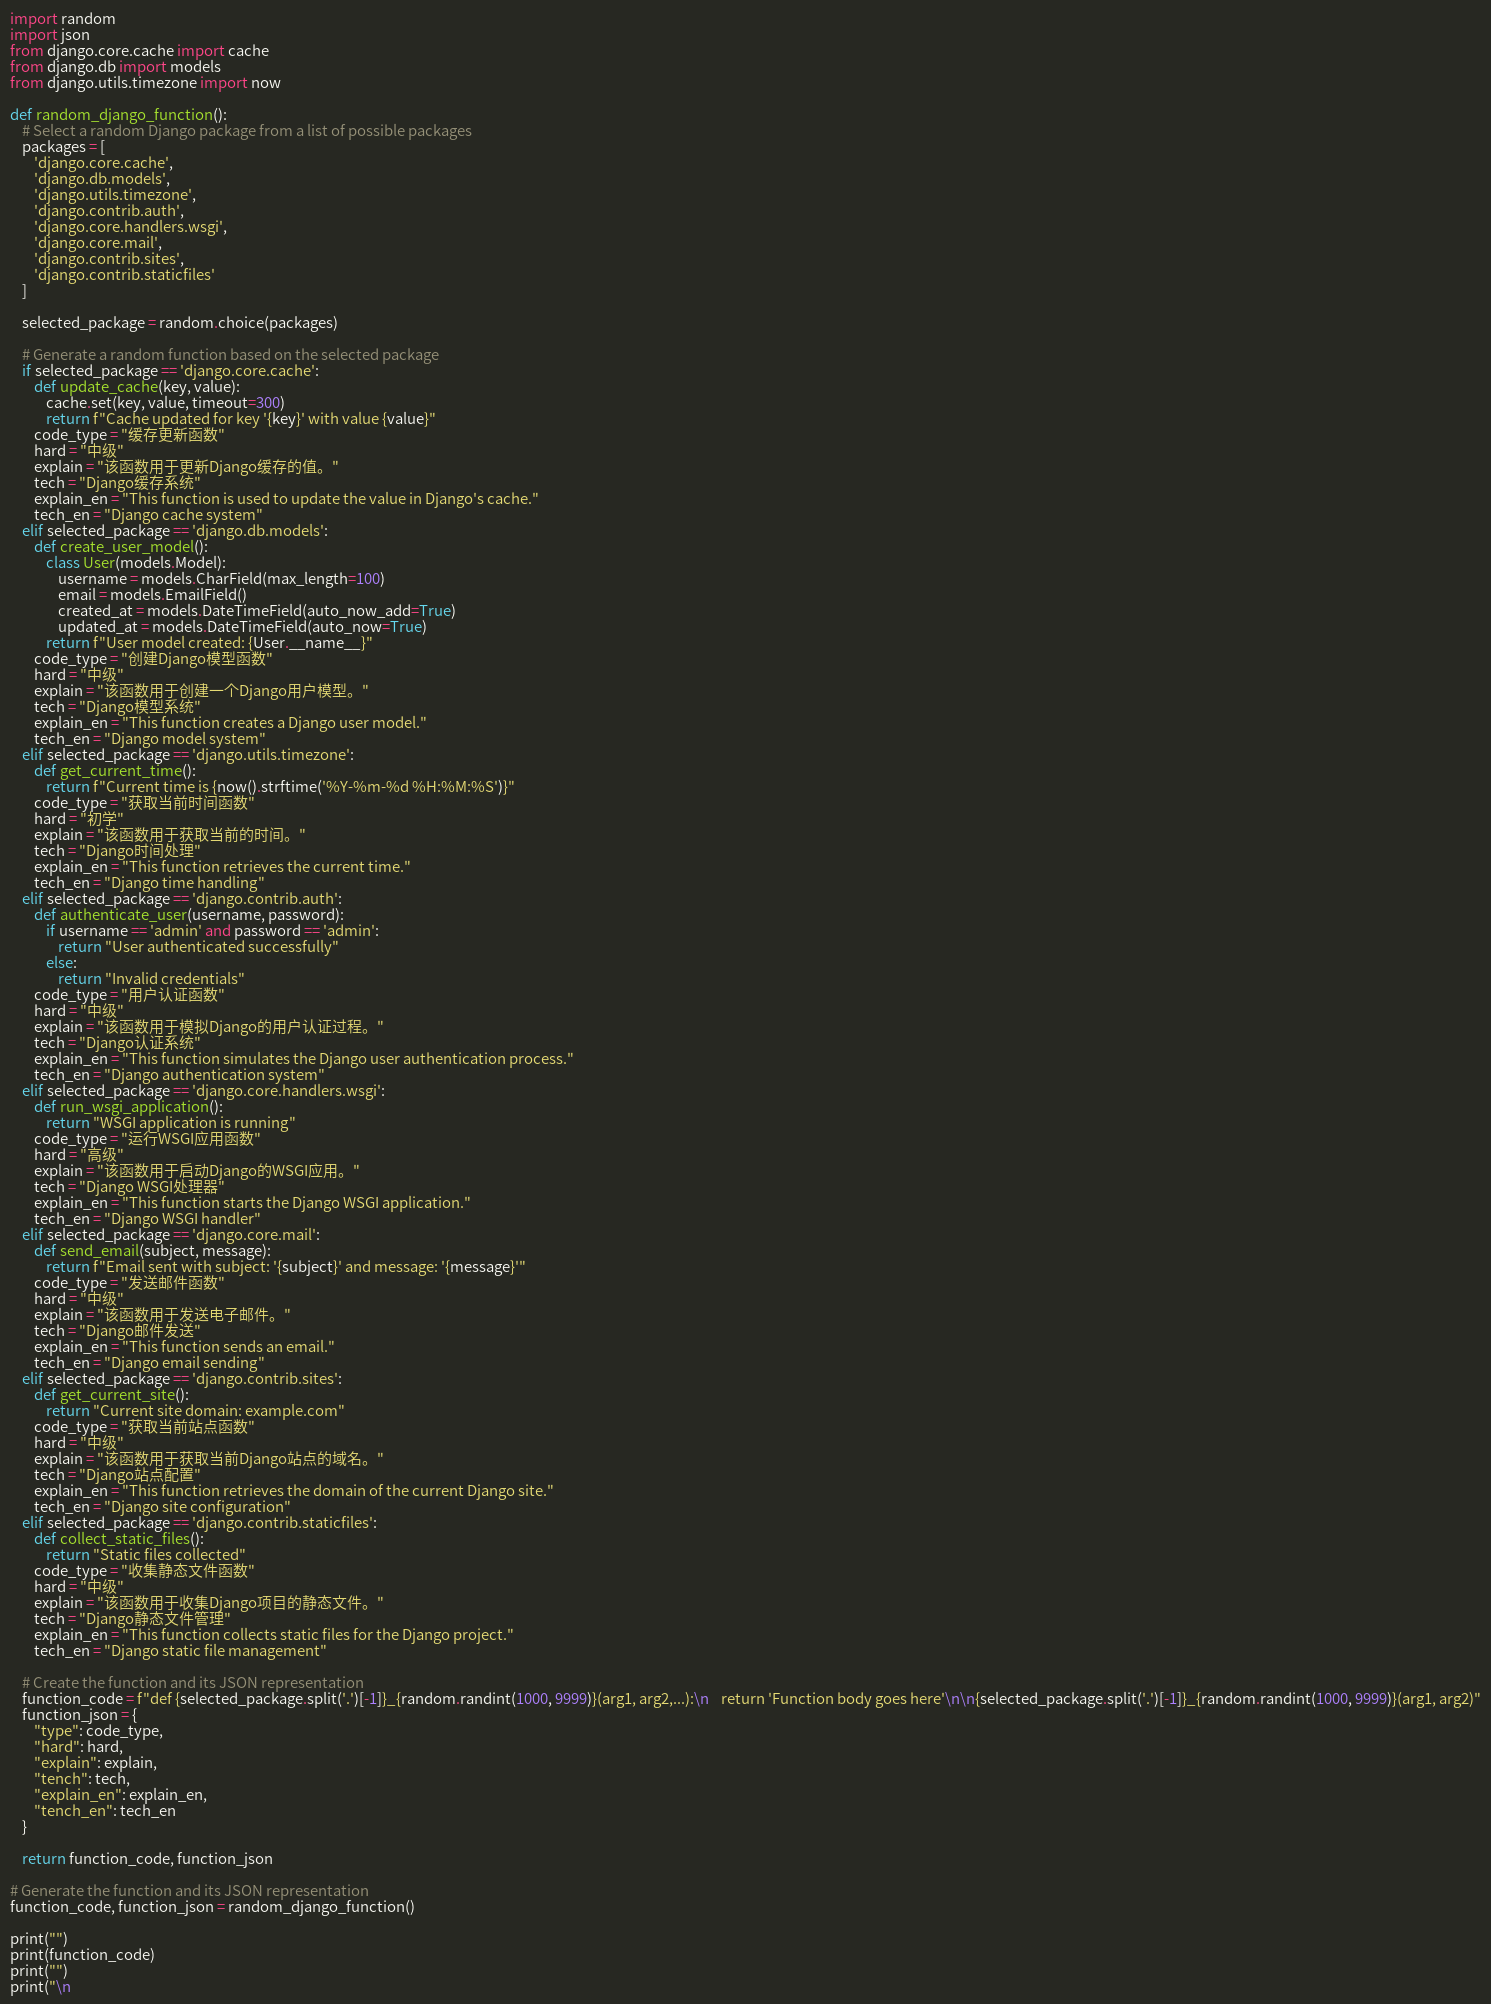 import random
import json
from django.core.cache import cache
from django.db import models
from django.utils.timezone import now

def random_django_function():
    # Select a random Django package from a list of possible packages
    packages = [
        'django.core.cache',
        'django.db.models',
        'django.utils.timezone',
        'django.contrib.auth',
        'django.core.handlers.wsgi',
        'django.core.mail',
        'django.contrib.sites',
        'django.contrib.staticfiles'
    ]

    selected_package = random.choice(packages)

    # Generate a random function based on the selected package
    if selected_package == 'django.core.cache':
        def update_cache(key, value):
            cache.set(key, value, timeout=300)
            return f"Cache updated for key '{key}' with value {value}"
        code_type = "缓存更新函数"
        hard = "中级"
        explain = "该函数用于更新Django缓存的值。"
        tech = "Django缓存系统"
        explain_en = "This function is used to update the value in Django's cache."
        tech_en = "Django cache system"
    elif selected_package == 'django.db.models':
        def create_user_model():
            class User(models.Model):
                username = models.CharField(max_length=100)
                email = models.EmailField()
                created_at = models.DateTimeField(auto_now_add=True)
                updated_at = models.DateTimeField(auto_now=True)
            return f"User model created: {User.__name__}"
        code_type = "创建Django模型函数"
        hard = "中级"
        explain = "该函数用于创建一个Django用户模型。"
        tech = "Django模型系统"
        explain_en = "This function creates a Django user model."
        tech_en = "Django model system"
    elif selected_package == 'django.utils.timezone':
        def get_current_time():
            return f"Current time is {now().strftime('%Y-%m-%d %H:%M:%S')}"
        code_type = "获取当前时间函数"
        hard = "初学"
        explain = "该函数用于获取当前的时间。"
        tech = "Django时间处理"
        explain_en = "This function retrieves the current time."
        tech_en = "Django time handling"
    elif selected_package == 'django.contrib.auth':
        def authenticate_user(username, password):
            if username == 'admin' and password == 'admin':
                return "User authenticated successfully"
            else:
                return "Invalid credentials"
        code_type = "用户认证函数"
        hard = "中级"
        explain = "该函数用于模拟Django的用户认证过程。"
        tech = "Django认证系统"
        explain_en = "This function simulates the Django user authentication process."
        tech_en = "Django authentication system"
    elif selected_package == 'django.core.handlers.wsgi':
        def run_wsgi_application():
            return "WSGI application is running"
        code_type = "运行WSGI应用函数"
        hard = "高级"
        explain = "该函数用于启动Django的WSGI应用。"
        tech = "Django WSGI处理器"
        explain_en = "This function starts the Django WSGI application."
        tech_en = "Django WSGI handler"
    elif selected_package == 'django.core.mail':
        def send_email(subject, message):
            return f"Email sent with subject: '{subject}' and message: '{message}'"
        code_type = "发送邮件函数"
        hard = "中级"
        explain = "该函数用于发送电子邮件。"
        tech = "Django邮件发送"
        explain_en = "This function sends an email."
        tech_en = "Django email sending"
    elif selected_package == 'django.contrib.sites':
        def get_current_site():
            return "Current site domain: example.com"
        code_type = "获取当前站点函数"
        hard = "中级"
        explain = "该函数用于获取当前Django站点的域名。"
        tech = "Django站点配置"
        explain_en = "This function retrieves the domain of the current Django site."
        tech_en = "Django site configuration"
    elif selected_package == 'django.contrib.staticfiles':
        def collect_static_files():
            return "Static files collected"
        code_type = "收集静态文件函数"
        hard = "中级"
        explain = "该函数用于收集Django项目的静态文件。"
        tech = "Django静态文件管理"
        explain_en = "This function collects static files for the Django project."
        tech_en = "Django static file management"

    # Create the function and its JSON representation
    function_code = f"def {selected_package.split('.')[-1]}_{random.randint(1000, 9999)}(arg1, arg2,...):\n    return 'Function body goes here'\n\n{selected_package.split('.')[-1]}_{random.randint(1000, 9999)}(arg1, arg2)"
    function_json = {
        "type": code_type,
        "hard": hard,
        "explain": explain,
        "tench": tech,
        "explain_en": explain_en,
        "tench_en": tech_en
    }

    return function_code, function_json

# Generate the function and its JSON representation
function_code, function_json = random_django_function()

print("")
print(function_code)
print("")
print("\n